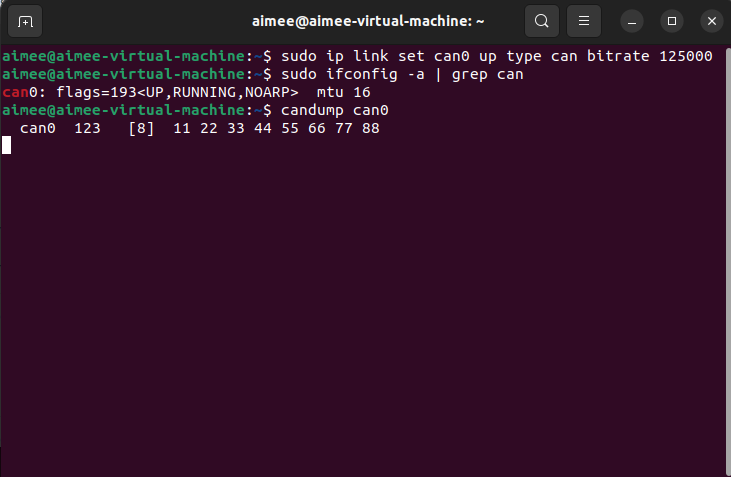 aimee@aimee-virtual-machine: ~
aimee@aimee-virtual-machine:~$ sudo ip link set can0 up type can bitrate 125000
aimee@aimee-virtual-machine:~$ sudo ifconfig -a | grep can
can0: flags=193<UP,RUNNING,NOARP>  mtu 16
aimee@aimee-virtual-machine:~$ candump can0
  can0  123   [8]  11 22 33 44 55 66 77 88